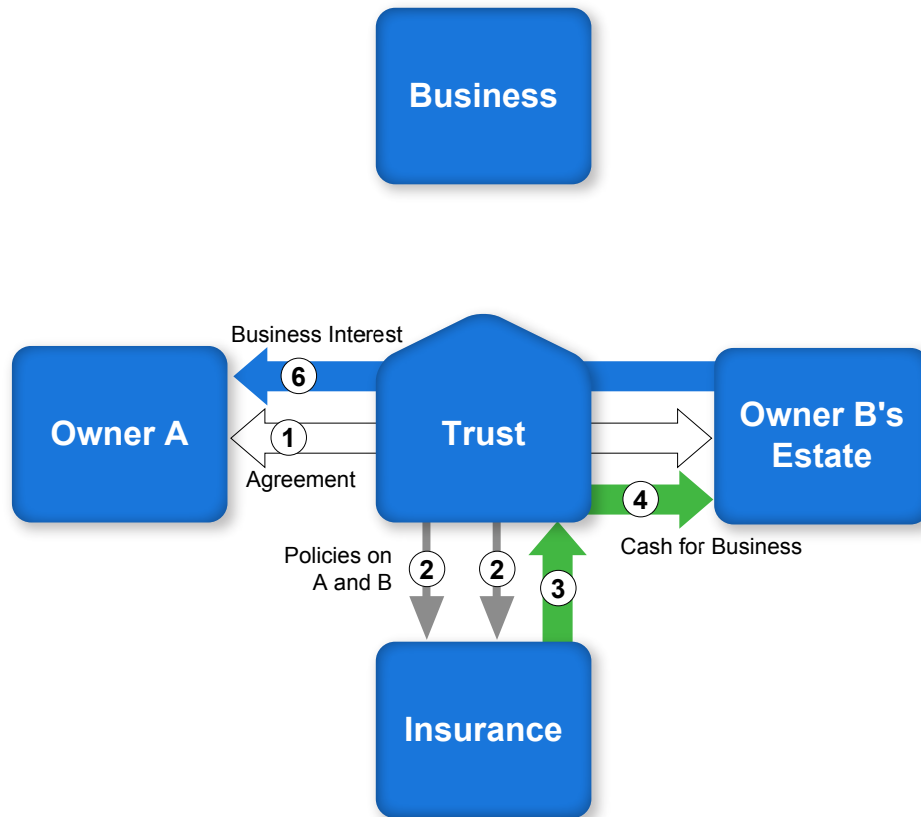 Business
Business Interest
6
Owner A
1
Trust
Owner B's
Estate
Agreement
4
Cash for Business
Policies on
A and B
2
2
3
Insurance